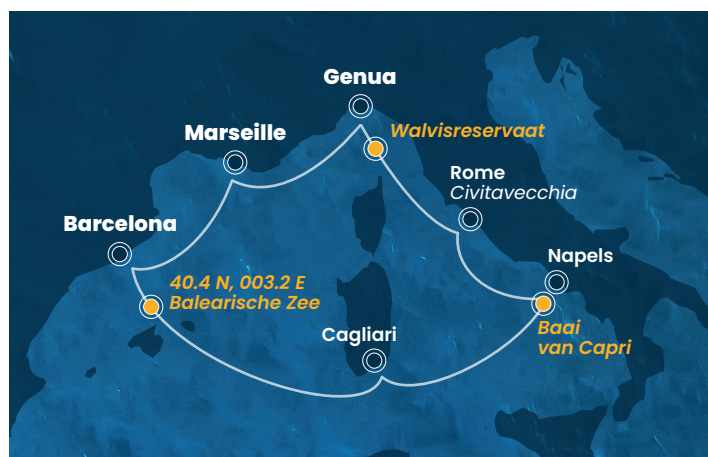 Genua
Walvisreservaat
Marseille
Rome
Civitavecchia
Barcelona
Napels
40.4 N, 003.2 E
Balearische Zee
Cagliari
Baai
van Capri